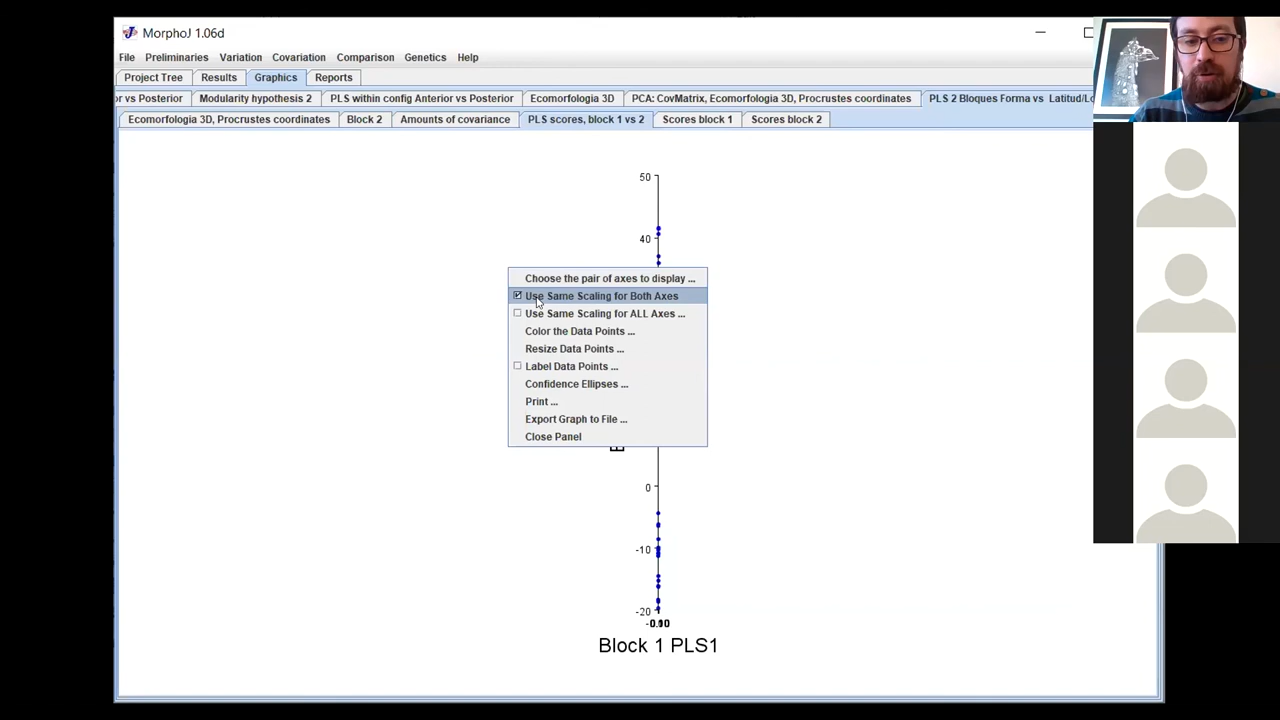 MorphoJ 1.06d
File Preliminaries Variation Covariation Comparison Genetics Help
Project Tree Results Graphics Reports
or vs Posterior Modularity hypothesis 2 PLS within config Anterior vs Posterior Ecomorfologia 3D PCA: CovMatrix, Ecomorfologia 3D, Procrustes coordinates PLS 2 Bloques Forma vs Latitud/Lo
Ecomorfologia 3D, Procrustes coordinates Block 2 Amounts of covariance PLS scores, block 1 vs 2 Scores block 1 Scores block 2
50
40
Choose the pair of axes to display ...
Use Same Scaling for Both Axes
Use Same Scaling for ALL Axes ...
Color the Data Points ...
Resize Data Points ...
Label Data Points ...
Confidence Ellipses ...
Print ...
Export Graph to File ...
Close Panel
0
-10
-20
Block 1 PLS1